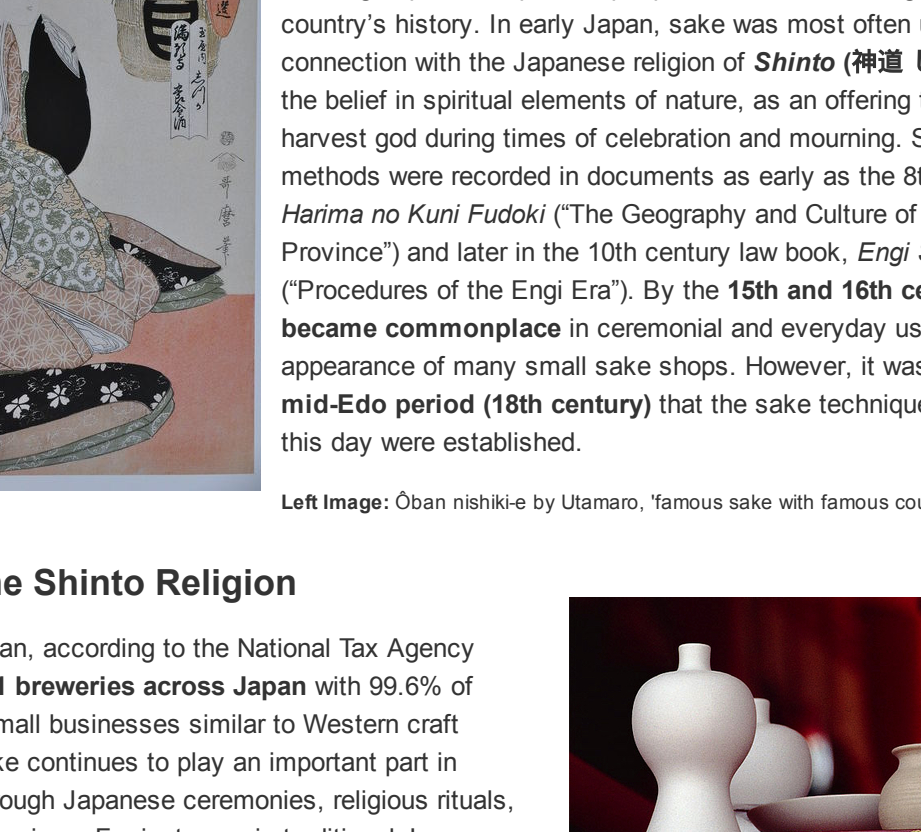 country’s history. In early Japan, sake was most often
connection with the Japanese religion of Shinto (神道
the belief in spiritual elements of nature, as an offering
harvest god during times of celebration and mourning.
methods were recorded in documents as early as the 8t
Harima no Kuni Fudoki (“The Geography and Culture of
Province”) and later in the 10th century law book, Engi
(“Procedures of the Engi Era”). By the 15th and 16th ce
became commonplace in ceremonial and everyday us
appearance of many small sake shops. However, it was
mid-Edo period (18th century) that the sake technique
this day were established.
Left Image: Ôban nishiki-e by Utamaro, 'famous sake with famous cou
e Shinto Religion
an, according to the National Tax Agency
breweries across Japan with 99.6% of
mall businesses similar to Western craft
ke continues to play an important part in
ough Japanese ceremonies, religious rituals,
哥麿筆